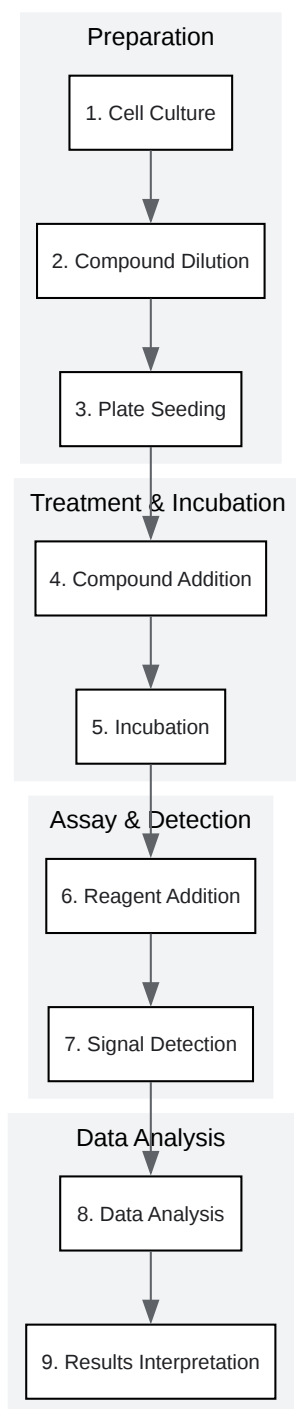 Preparation
1. Cell Culture
2. Compound Dilution
3. Plate Seeding
Treatment & Incubation
4. Compound Addition
5. Incubation
Assay & Detection
6. Reagent Addition
7. Signal Detection
Data Analysis
8. Data Analysis
9. Results Interpretation